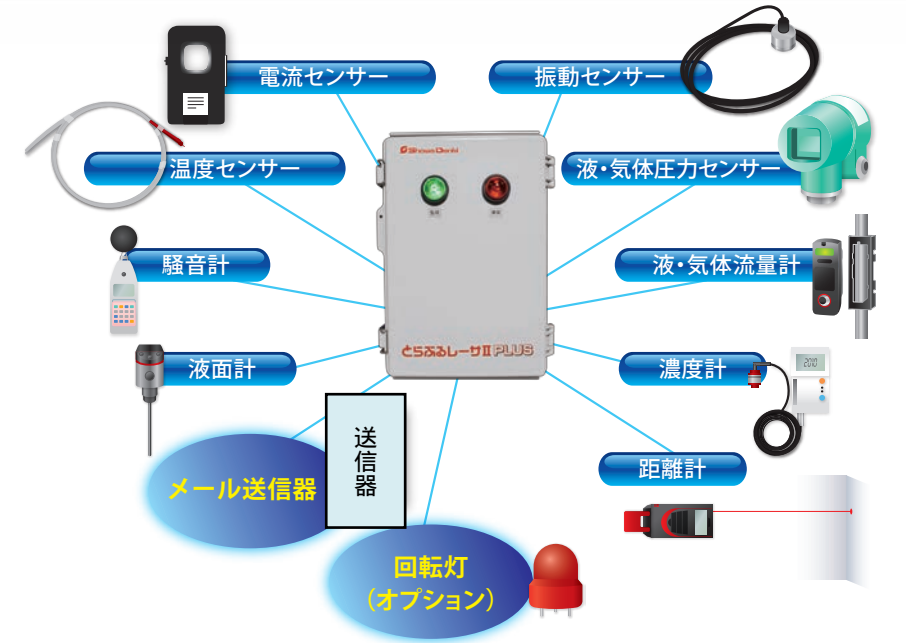 電流センサー
振動センサー
Showa Denki
温度センサー
液・気体圧力センサー
騒音計
液・気体流量計
とらぶるレーサⅡ PLUS
液面計
濃度計
2010
送信器
メール送信器
距離計
回転灯
(オプション)